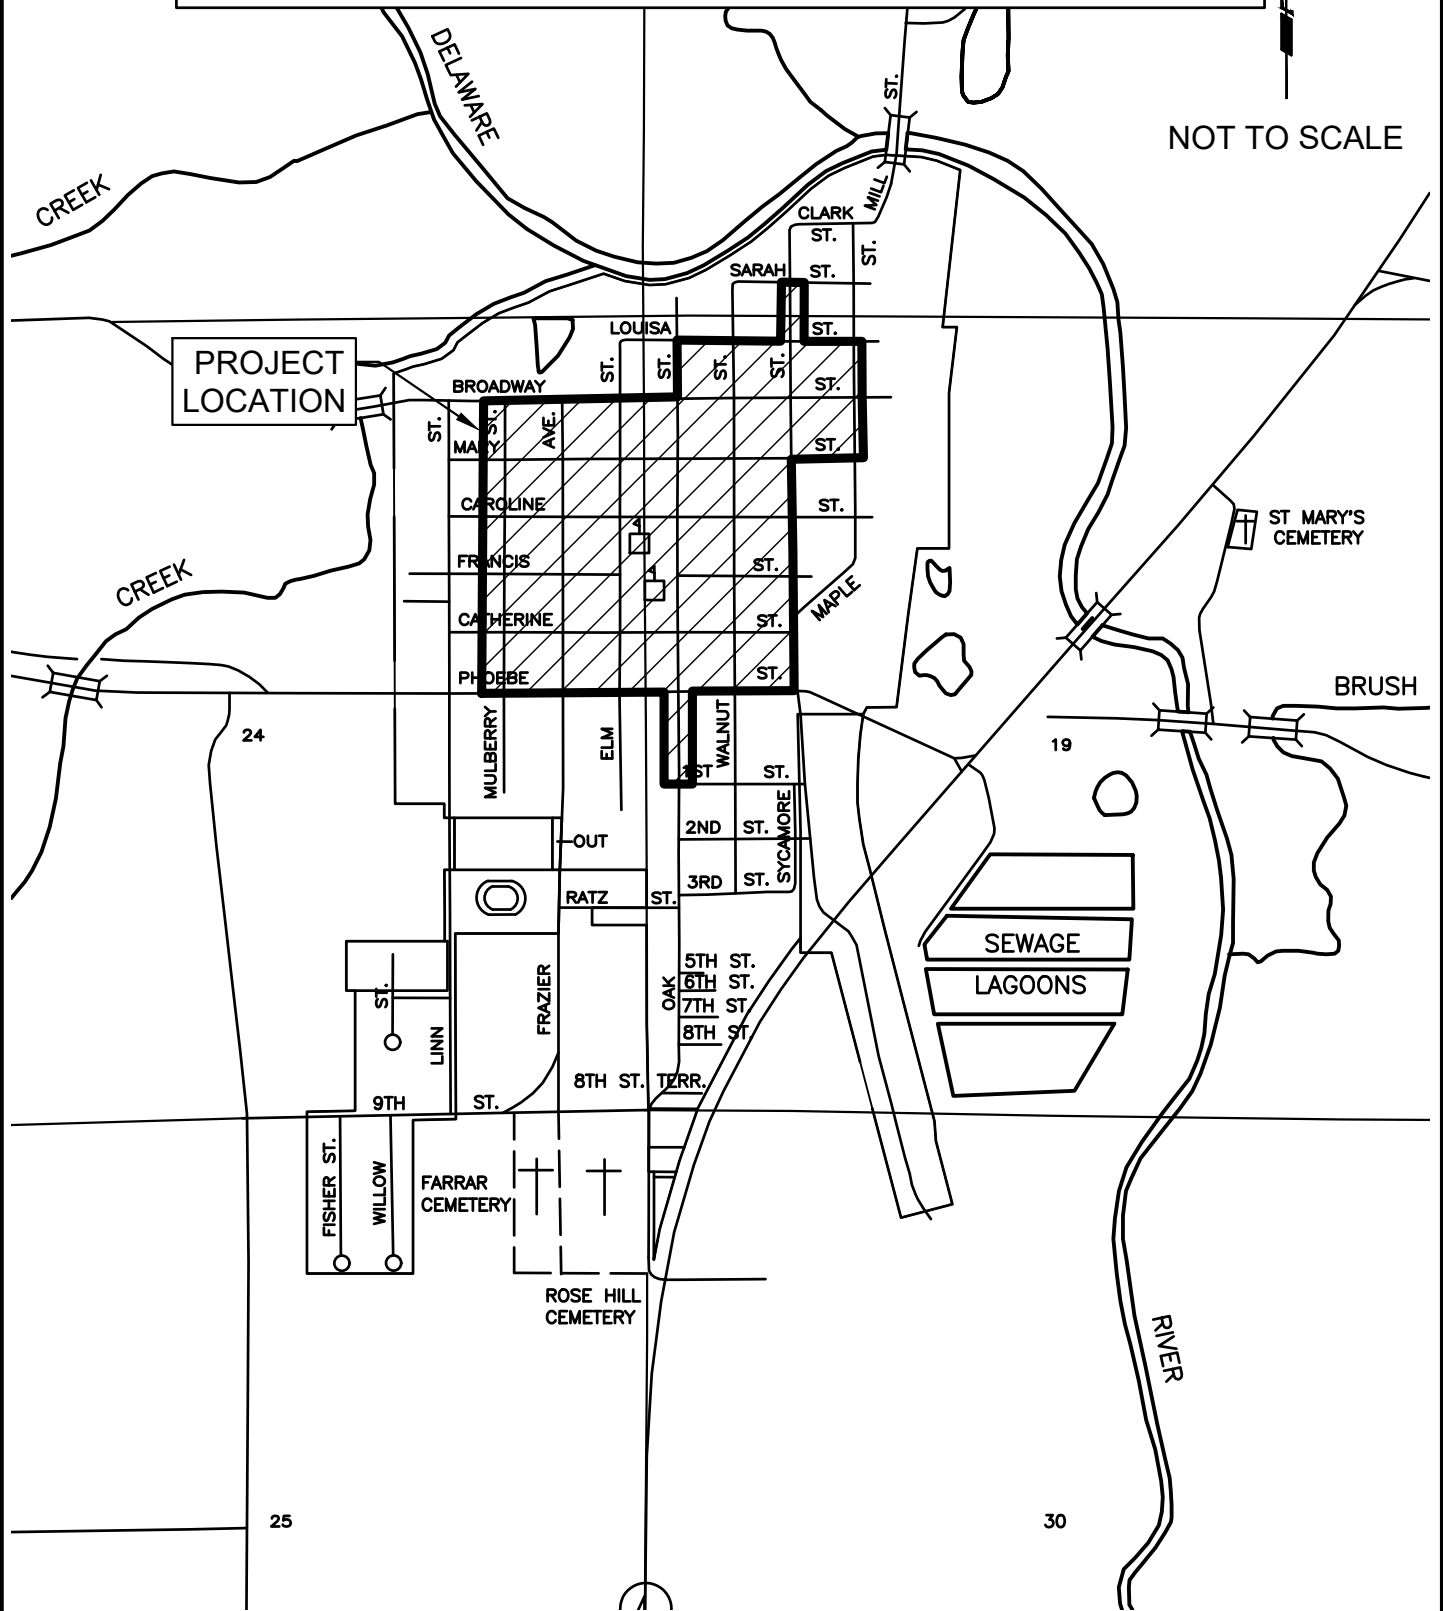 DELAWARE
ST.
NOT TO SCALE
CREEK
MILL
CLARK
ST.
ST.
SARAH
ST.
LOUISA
ST.
PROJECT
LOCATION
ST.
ST.
ST.
ST.
BROADWAY
ST.
ST.
ST.
AVE.
MARY
ST.
CAROLINE
ST.
ST MARY'S
CEMETERY
FRANCIS
ST.
CREEK
MAPLE
CATHERINE
ST.
PHOEBE
ST.
BRUSH
24
MULBERRY
ELM
WALNUT
19
1ST
ST.
SYCAMORE
2ND
ST.
OUT
3RD
ST.
RATZ
ST.
SEWAGE
LAGOONS
5TH ST.
6TH ST.
7TH ST.
8TH ST.
OAK
FRAZIER
ST.
LINN
8TH ST. TERR.
9TH
ST.
FISHER ST.
WILLOW
FARRAR
CEMETERY
ROSE HILL
CEMETERY
RIVER
25
30